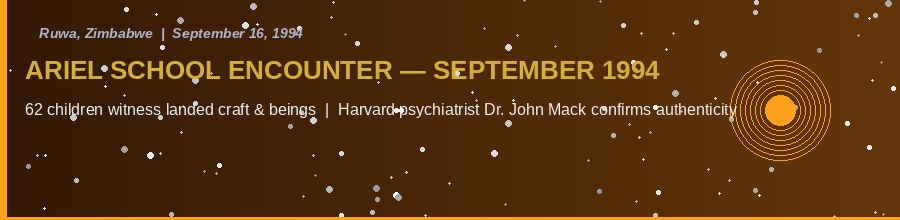 Ruwa, Zimbabwe | September 16, 1994
ARIEL SCHOOL ENCOUNTER — SEPTEMBER 1994
62 children witness landed craft & beings | Harvard psychiatrist Dr. John Mack confirms authenticity